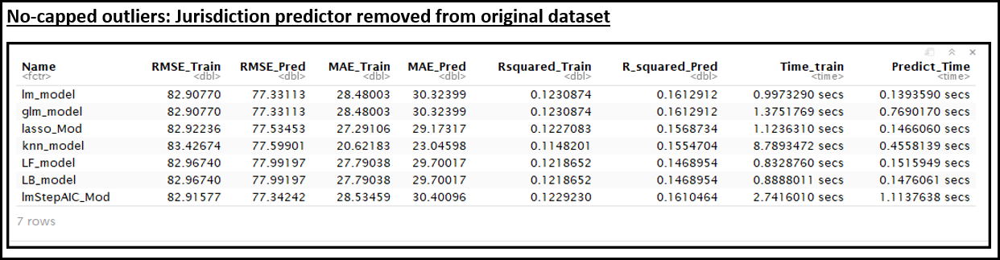 No-capped outliers: Jurisdiction predictor removed from original dataset
Name RMSE_Train RMSE_Pred MAE_Train MAE_Pred Rsquared_Train R_squared_Pred Time_train Predict_Time
<fctr> <dbl> <dbl> <dbl> <dbl> <dbl> <dbl> <time> <time>
lm_model 82.90770 77.33113 28.48003 30.32399 0.1230874 0.1612912 0.9973290 secs 0.1393590 secs
glm_model 82.90770 77.33113 28.48003 30.32399 0.1230874 0.1612912 1.3751769 secs 0.7690170 secs
lasso_Mod 82.92236 77.53453 27.29106 29.17317 0.1227083 0.1568734 1.1236310 secs 0.1466060 secs
knn_model 83.42674 77.59901 20.62183 23.04598 0.1148201 0.1554704 8.7893472 secs 0.4558139 secs
LF_model 82.96740 77.99197 27.79038 29.70017 0.1218652 0.1468954 0.8328760 secs 0.1515949 secs
LB_model 82.96740 77.99197 27.79038 29.70017 0.1218652 0.1468954 0.8888011 secs 0.1476061 secs
lmStepAIC_Mod 82.91577 77.34242 28.53459 30.40096 0.1229230 0.1610464 2.7416010 secs 1.1137638 secs
7 rows